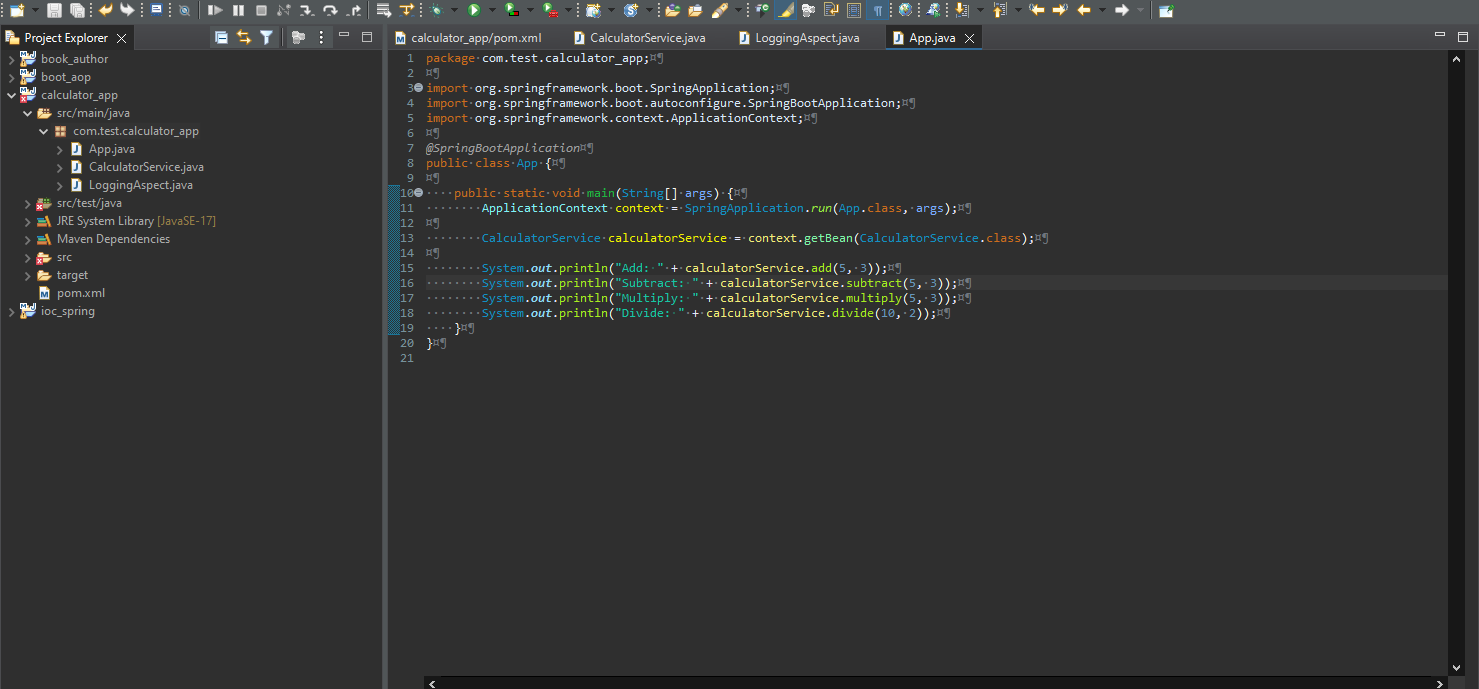 Project Explorer
book_author
boot_aop
calculator_app
src/main/java
com.test.calculator_app
App.java
CalculatorService.java
LoggingAspect.java
src/test/java
JRE System Library [JavaSE-17]
Maven Dependencies
src
target
pom.xml
ioc_spring
calculator_app/pom.xml CalculatorService.java LoggingAspect.java App.java
1 package com.test.calculator_app;
2
3 import org.springframework.boot.SpringApplication;
4 import org.springframework.boot.autoconfigure.SpringBootApplication;
5 import org.springframework.context.ApplicationContext;
6
7 @SpringBootApplication
8 public class App {
9
10 public static void main(String[] args) {
11 ApplicationContext context = SpringApplication.run(App.class, args);
12
13 CalculatorService calculatorService = context.getBean(CalculatorService.class);
14
15 System.out.println("Add: " + calculatorService.add(5, 3));
16 System.out.println("Subtract: " + calculatorService.subtract(5, 3));
17 System.out.println("Multiply: " + calculatorService.multiply(5, 3));
18 System.out.println("Divide: " + calculatorService.divide(10, 2));
19 }
20 }
21